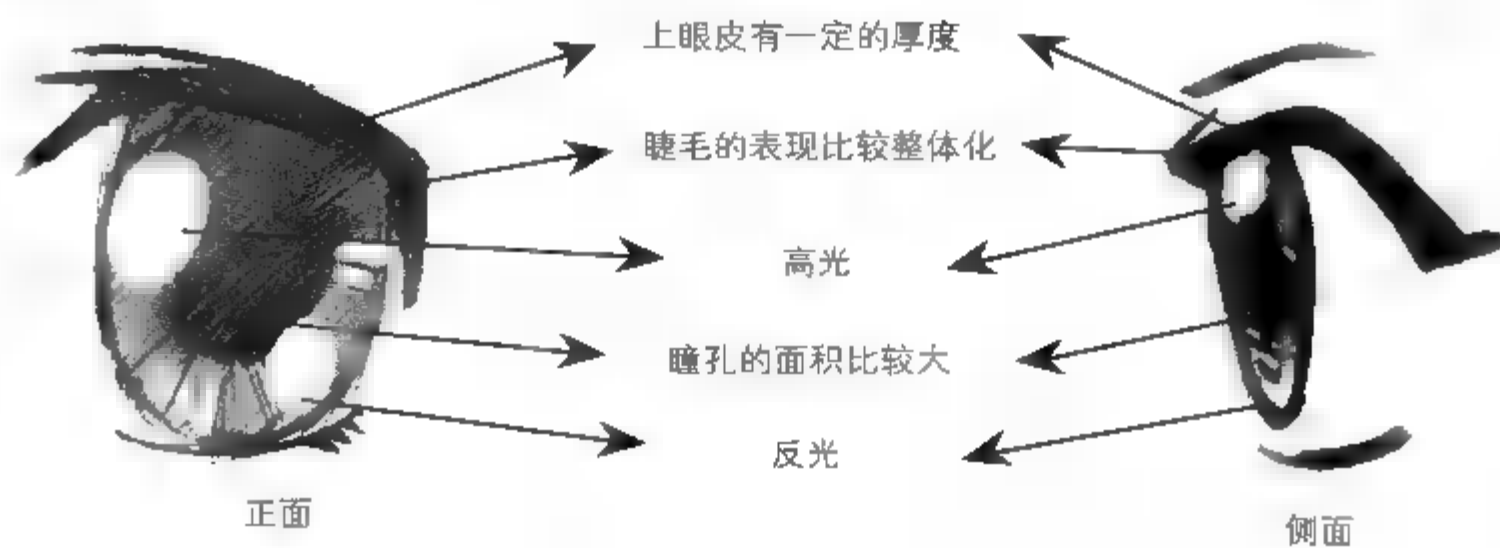 上眼皮有一定的厚度
睫毛的表现比较整体化
高光
瞳孔的面积比较大
反光
正面
侧面